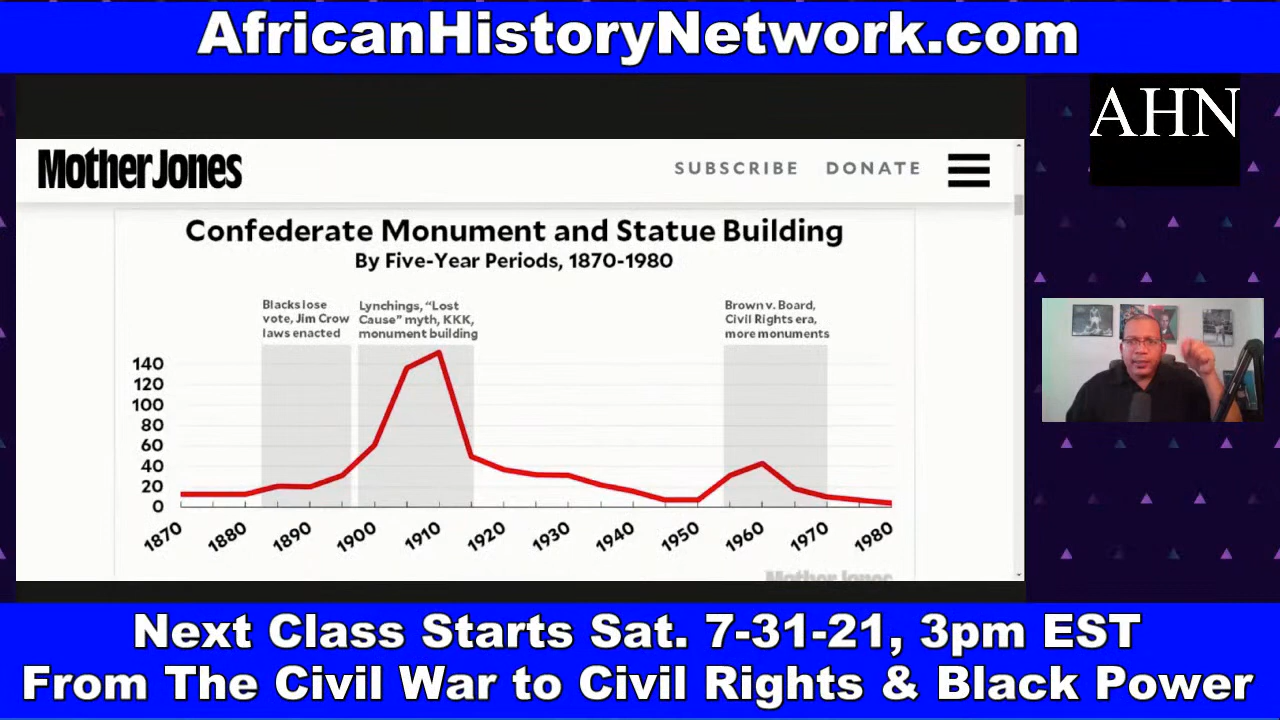 AfricanHistoryNetwork.com
AHN
Mother Jones
SUBSCRIBE DONATE
Confederate Monument and Statue Building
By Five-Year Periods, 1870-1980
Blacks lose
vote, Jim Crow
laws enacted
Lynchings, “Lost
Cause” myth, KKK,
monument building
Brown v. Board,
Civil Rights era,
more monuments
140
120
100
80
60
40
20
0
1870 1880 1890 1900 1910 1920 1930 1940 1950 1960 1970 1980
Mother Jones
Next Class Starts Sat. 7-31-21, 3pm EST
From The Civil War to Civil Rights & Black Power